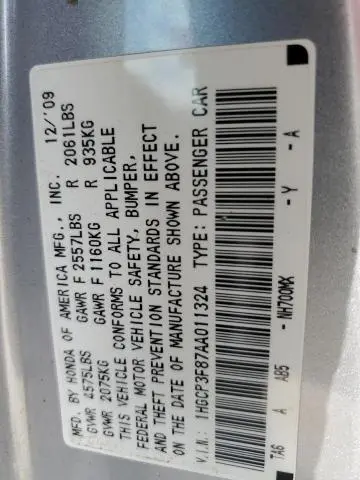 MFD. BY HONDA OF AMERICA MFG., INC. 12/'09
GVWR 4575LBS GAWR F 2557LBS R 2061LBS
GVWR 2075KG GAWR F 1160KG R 935KG
THIS VEHICLE CONFORMS TO ALL APPLICABLE
FEDERAL MOTOR VEHICLE SAFETY, BUMPER,
AND THEFT PREVENTION STANDARDS IN EFFECT
ON THE DATE OF MANUFACTURE SHOWN ABOVE.
V.I.N.: 1HGCP3F87AA011324 TYPE: PASSENGER CAR
TA6 A AB5 -NH700MX -Y -A